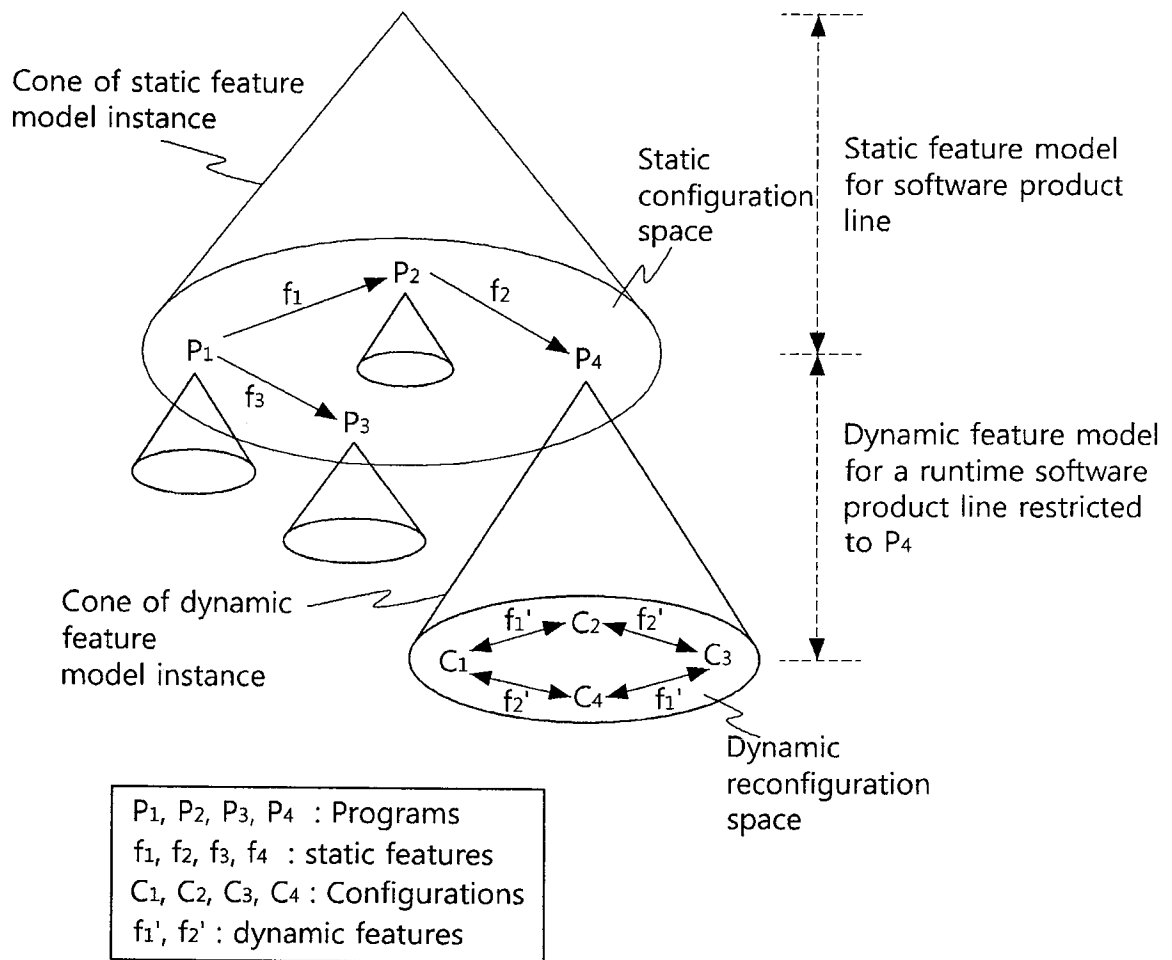 Cone of static feature
model instance
Static
configuration
space
Static feature model
for software product
line
P₂
f₁
f₂
P₁
P₄
f₃
P₃
Dynamic feature model
for a runtime software
product line restricted
to P₄
Cone of dynamic
feature
model instance
f₁'
C₂
f₂'
C₁
C₃
f₂'
C₄
f₁'
Dynamic
reconfiguration
space
P₁, P₂, P₃, P₄ : Programs
f₁, f₂, f₃, f₄ : static features
C₁, C₂, C₃, C₄ : Configurations
f₁', f₂' : dynamic features